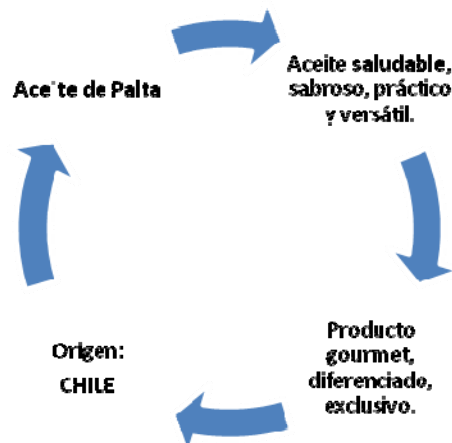 Aceite de Palta
Aceite saludable,
sabroso, práctico
y versátil.
Producto
gourmet,
diferenciado,
exclusivo.
Origen:
CHILE